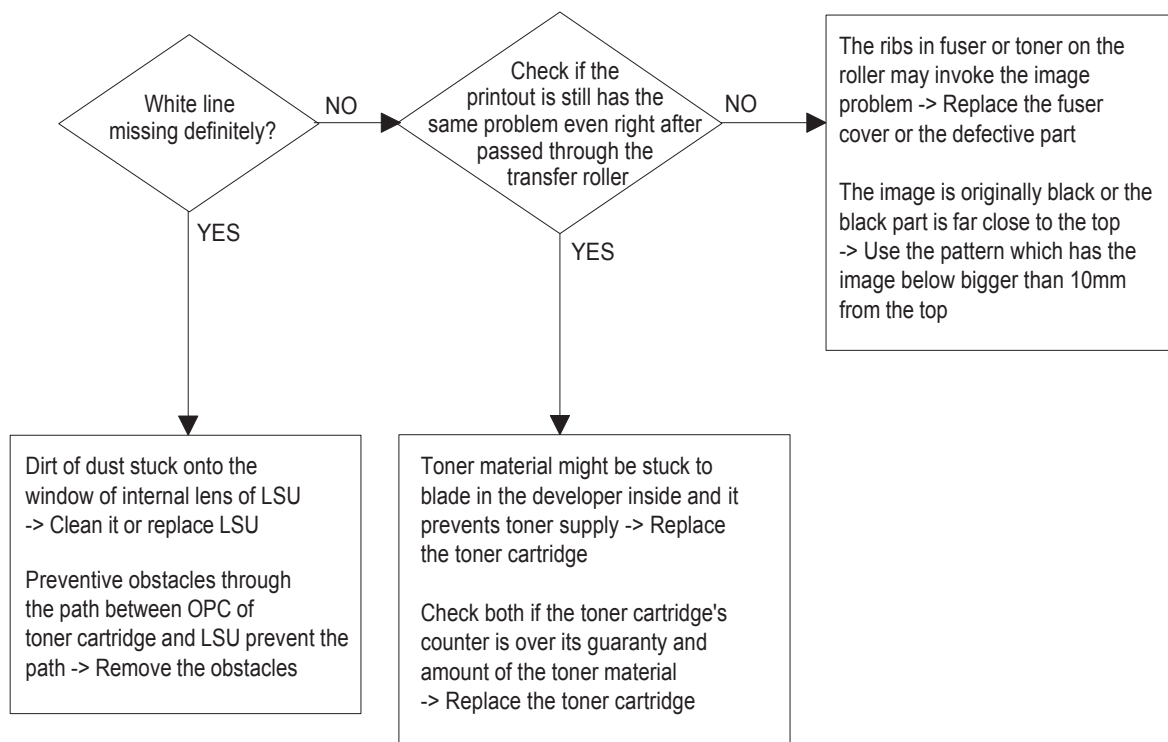 White line
missing definitely?
NO
YES
Check if the
printout is still has the
same problem even right after
passed through the
transfer roller
NO
YES
The ribs in fuser or toner on the
roller may invoke the image
problem -> Replace the fuser
cover or the defective part
The image is originally black or the
black part is far close to the top
-> Use the pattern which has the
image below bigger than 10mm
from the top
Dirt of dust stuck onto the
window of internal lens of LSU
-> Clean it or replace LSU
Preventive obstacles through
the path between OPC of
toner cartridge and LSU prevent the
path -> Remove the obstacles
Toner material might be stuck to
blade in the developer inside and it
prevents toner supply -> Replace
the toner cartridge
Check both if the toner cartridge's
counter is over its guaranty and
amount of the toner material
-> Replace the toner cartridge